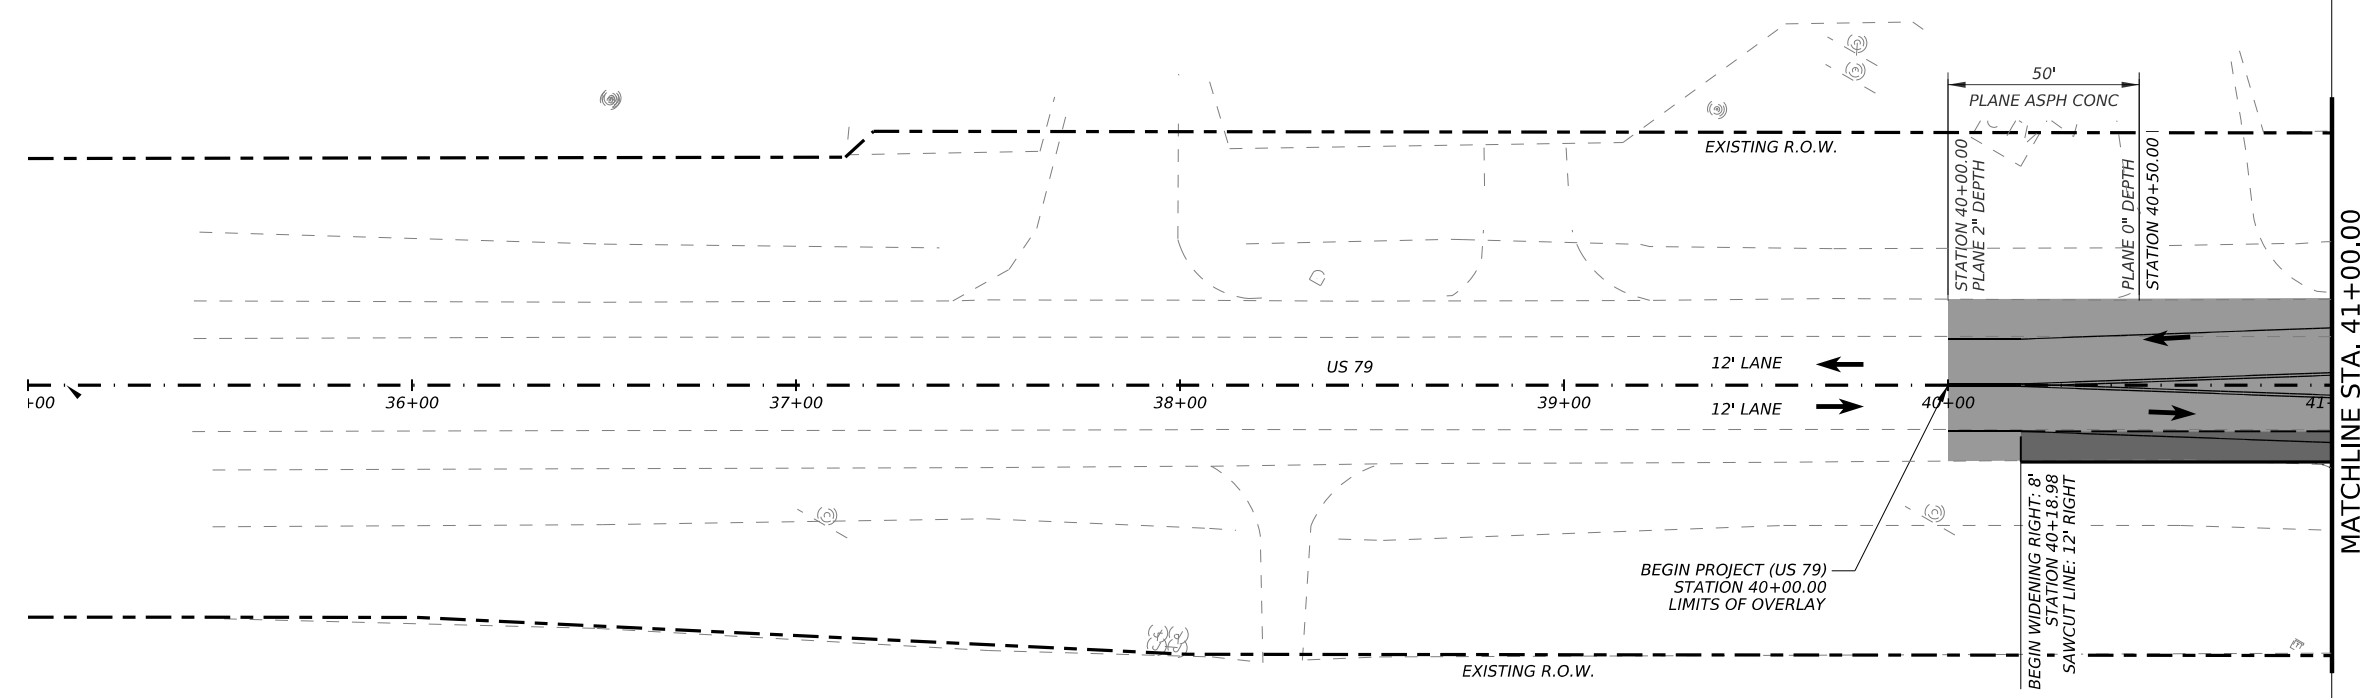 50'
PLANE ASPH CONC
EXISTING R.O.W.
STATION 40+00.00
PLANE 2" DEPTH
PLANE 0" DEPTH
STATION 40+50.00
MATCHLINE STA. 41+00.00
US 79
12' LANE
12' LANE
+00
36+00
37+00
38+00
39+00
40+00
41+
BEGIN PROJECT (US 79)
STATION 40+00.00
LIMITS OF OVERLAY
BEGIN WIDENING RIGHT: 8'
STATION 40+18.98
SAWCUT LINE: 12' RIGHT
EXISTING R.O.W.